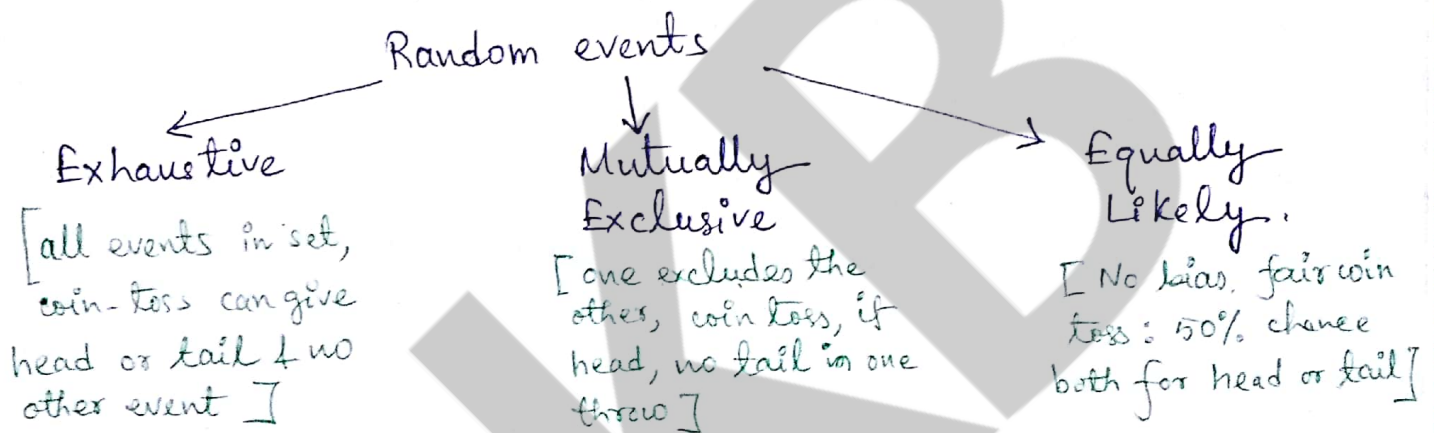 Random events
Exhaustive
[all events in set,
coin-toss can give
head or tail & no
other event]
Mutually
Exclusive
[one excludes the
other, coin toss, if
head, no tail in one
throw]
Equally
Likely.
[No bias, fair coin
toss: 50% chance
both for head or tail]
KB